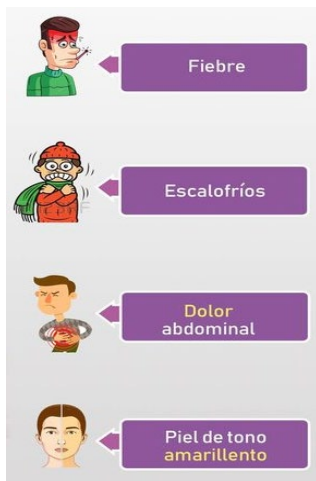 Fiebre
Escalofríos
Dolor
abdominal
Piel de tono
amarillento